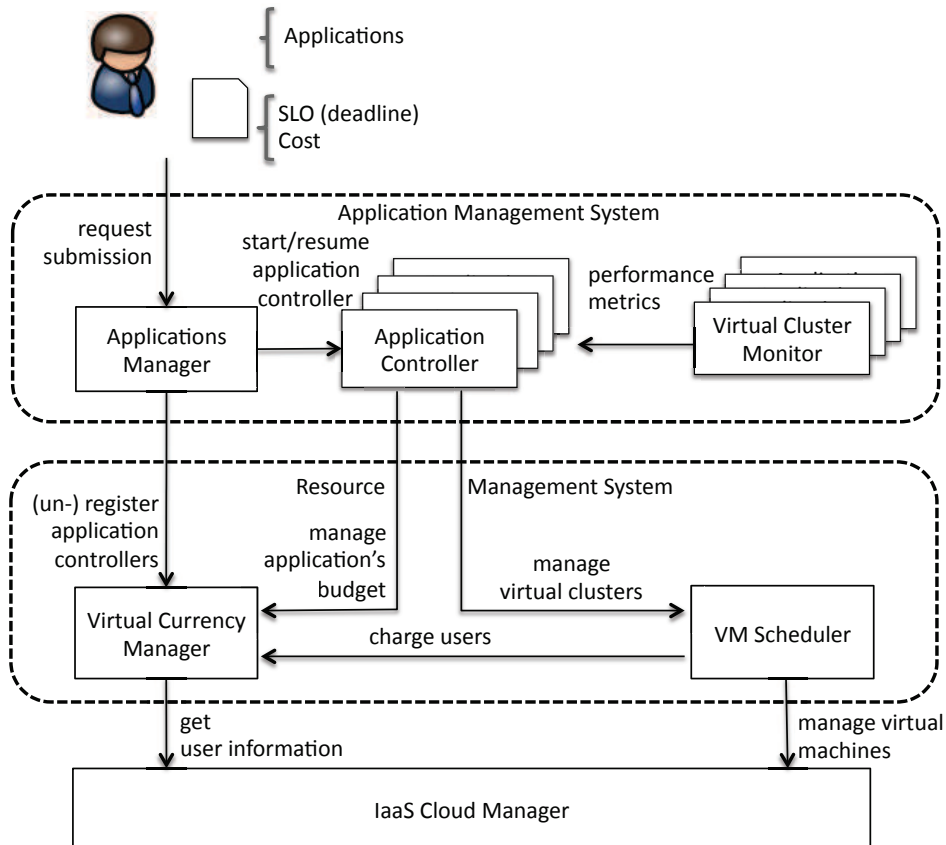 Applications
SLO (deadline)
Cost
Application Management System
request
submission
start/resume
application
controller
performance
metrics
Applications
Manager
Application
Controller
Virtual Cluster
Monitor
Resource
Management System
(un-) register
application
controllers
manage
application's
budget
manage
virtual clusters
Virtual Currency
Manager
charge users
VM Scheduler
get
user information
manage virtual
machines
IaaS Cloud Manager